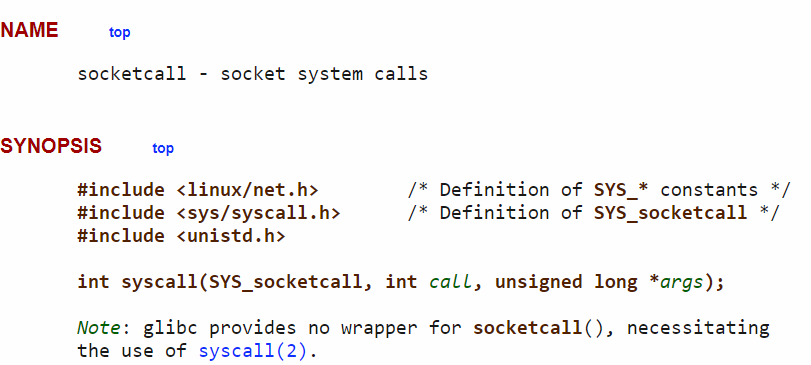 NAME top
socketcall - socket system calls
SYNOPSIS top
#include <linux/net.h> /* Definition of SYS_* constants */
#include <sys/syscall.h> /* Definition of SYS_socketcall */
#include <unistd.h>
int syscall(SYS_socketcall, int call, unsigned long *args);
Note: glibc provides no wrapper for socketcall(), necessitating
the use of syscall(2).